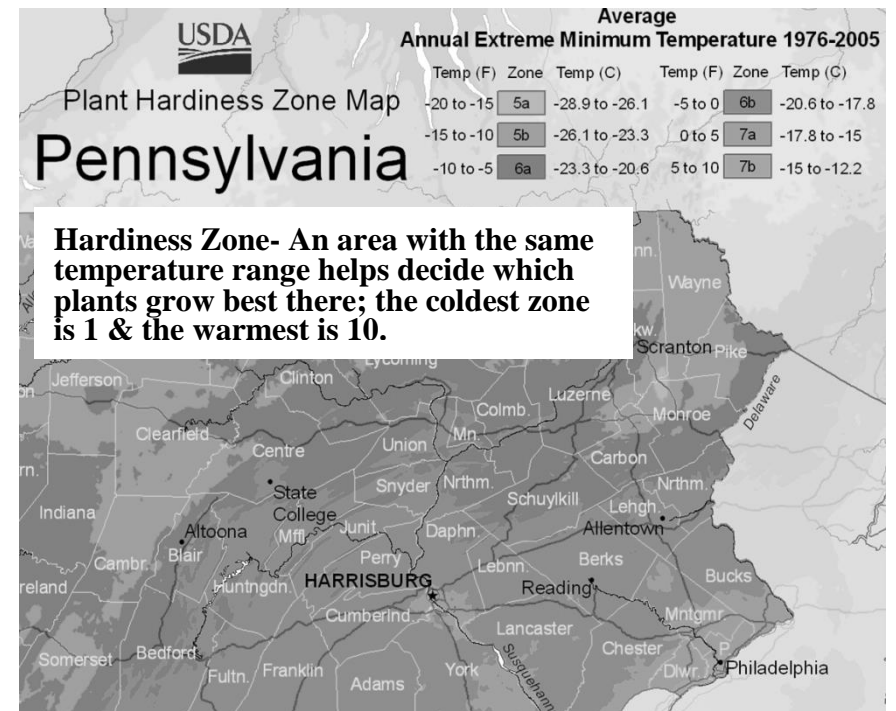 USDA
Plant Hardiness Zone Map
Pennsylvania
Average
Annual Extreme Minimum Temperature 1976-2005
Temp (F) Zone Temp (C) Temp (F) Zone Temp (C)
-20 to -15 5a -28.9 to -26.1 -5 to 0 6b -20.6 to -17.8
-15 to -10 5b -26.1 to -23.3 0 to 5 7a -17.8 to -15
-10 to -5 6a -23.3 to -20.6 5 to 10 7b -15 to -12.2
Hardiness Zone- An area with the same
temperature range helps decide which
plants grow best there; the coldest zone
is 1 & the warmest is 10.
Wayne
Scranton
Pike
Lycoming
Jefferson
Clinton
Luzerne
Colmb.
Monroe
Delaware
Clearfield
Centre
Union
Mn.
Carbon
State
College
Snyder
Nrthm.
Schuylkill
Nrthm.
Lehgh.
Allentown
Indiana
Altoona
Mffl.
Junit
Daphn.
Cambr.
Blair
Perry
Lebnn.
Berks
Bucks
Huntngdn.
HARRISBURG
Reading
Cumberlnd.
Lancaster
Mntgmr
Somerset
Bedford
Fultn.
Franklin
Adams
York
Susquehann
Chester
Dlwr.
P.
Philadelphia